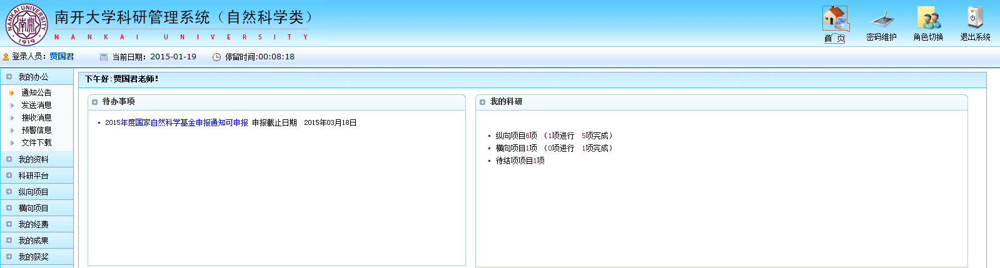 南开大学科研管理系统（自然科学类）
NANKAI UNIVERSITY
NANKAI UNIVERSITY
南开
1919
首 页
密码维护
角色切换
退出系统
登录人员：贾国君 当前日期：2015-01-19 停留时间:00:08:18
我的办公
通知公告
发送消息
接收消息
预警信息
文件下载
我的资料
科研平台
纵向项目
横向项目
我的经费
我的成果
我的获奖
下午好:贾国君老师!
待办事项
2015年度国家自然科学基金申报通知可申报 申报截止日期 2015年03月18日
我的科研
纵向项目6项 （1项进行 5项完成）
横向项目1项 （0项进行 1项完成）
待结项项目1项